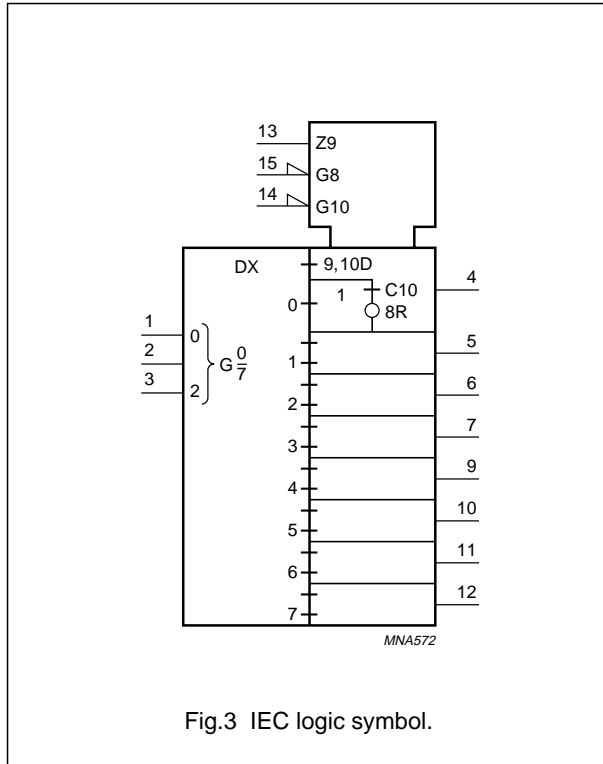 13 Z9
15 G8
14 G10
DX 9,10D
1 C10 4
0 8R
1 0
2 G 0/7
3 2
1 5
2 6
3 7
4 9
5 10
6 11
7 12
MNA572
Fig.3 IEC logic symbol.